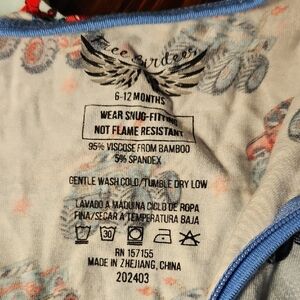 Free Birdees
6-12 MONTHS
WEAR SNUG-FITTING
NOT FLAME RESISTANT
95% VISCOSE FROM BAMBOO
5% SPANDEX
GENTLE WASH COLD/TUMBLE DRY LOW
LAVADO A MAQUINA CICLO DE ROPA
FINA/SECAR A TEMPERATURA BAJA
RN 157155
MADE IN ZHEJIANG, CHINA
202403